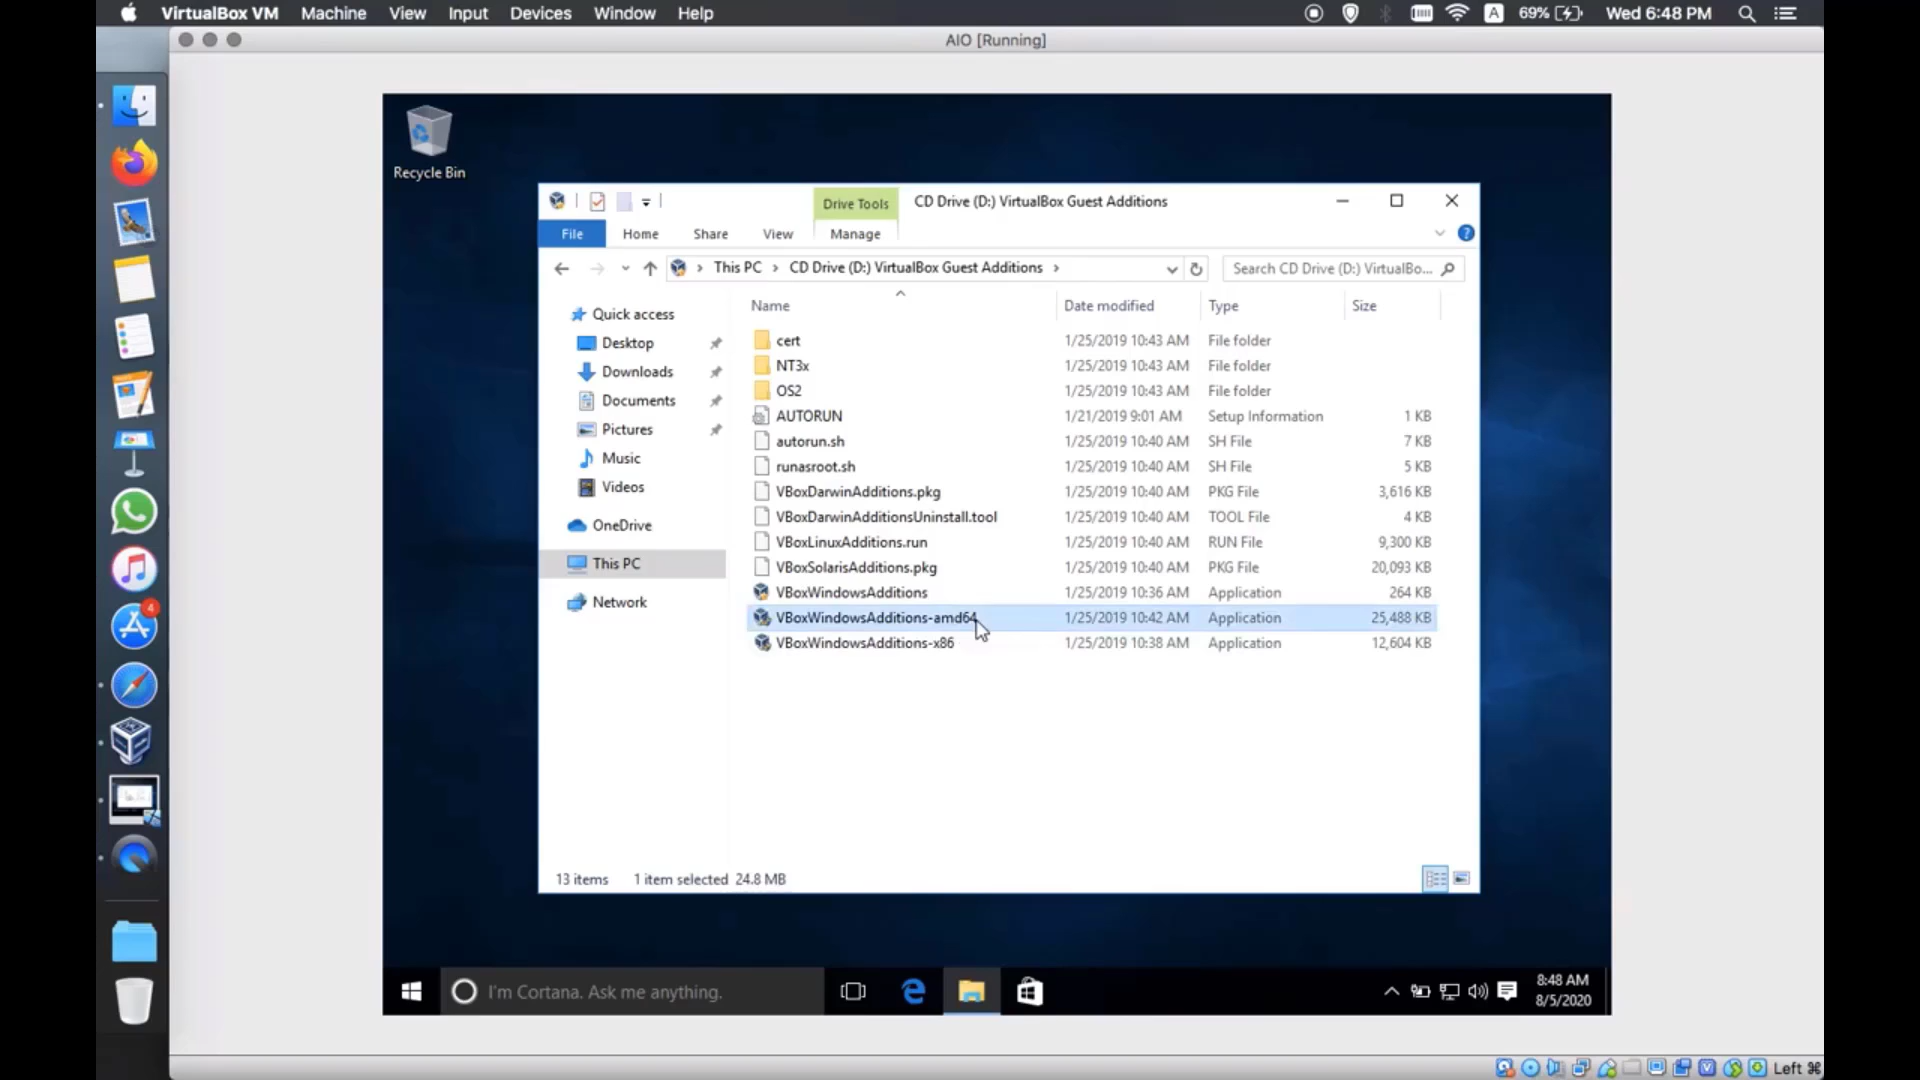 VirtualBox VM Machine View Input Devices Window Help A 69% Wed 6:48 PM
AIO [Running]
Recycle Bin
Drive Tools CD Drive (D:) VirtualBox Guest Additions
File Home Share View Manage
This PC CD Drive (D:) VirtualBox Guest Additions Search CD Drive (D:) VirtualBo...
Name Date modified Type Size
Quick access
Desktop
Downloads
Documents
Pictures
Music
Videos
OneDrive
This PC
Network
cert 1/25/2019 10:43 AM File folder
NT3x 1/25/2019 10:43 AM File folder
OS2 1/25/2019 10:43 AM File folder
AUTORUN 1/21/2019 9:01 AM Setup Information 1 KB
autorun.sh 1/25/2019 10:40 AM SH File 7 KB
runasroot.sh 1/25/2019 10:40 AM SH File 5 KB
VBoxDarwinAdditions.pkg 1/25/2019 10:40 AM PKG File 3,616 KB
VBoxDarwinAdditionsUninstall.tool 1/25/2019 10:40 AM TOOL File 4 KB
VBoxLinuxAdditions.run 1/25/2019 10:40 AM RUN File 9,300 KB
VBoxSolarisAdditions.pkg 1/25/2019 10:40 AM PKG File 20,093 KB
VBoxWindowsAdditions 1/25/2019 10:36 AM Application 264 KB
VBoxWindowsAdditions-amd64 1/25/2019 10:42 AM Application 25,488 KB
VBoxWindowsAdditions-x86 1/25/2019 10:38 AM Application 12,604 KB
13 items 1 item selected 24.8 MB
I'm Cortana. Ask me anything.
8:48 AM
8/5/2020
4
Left ⌘